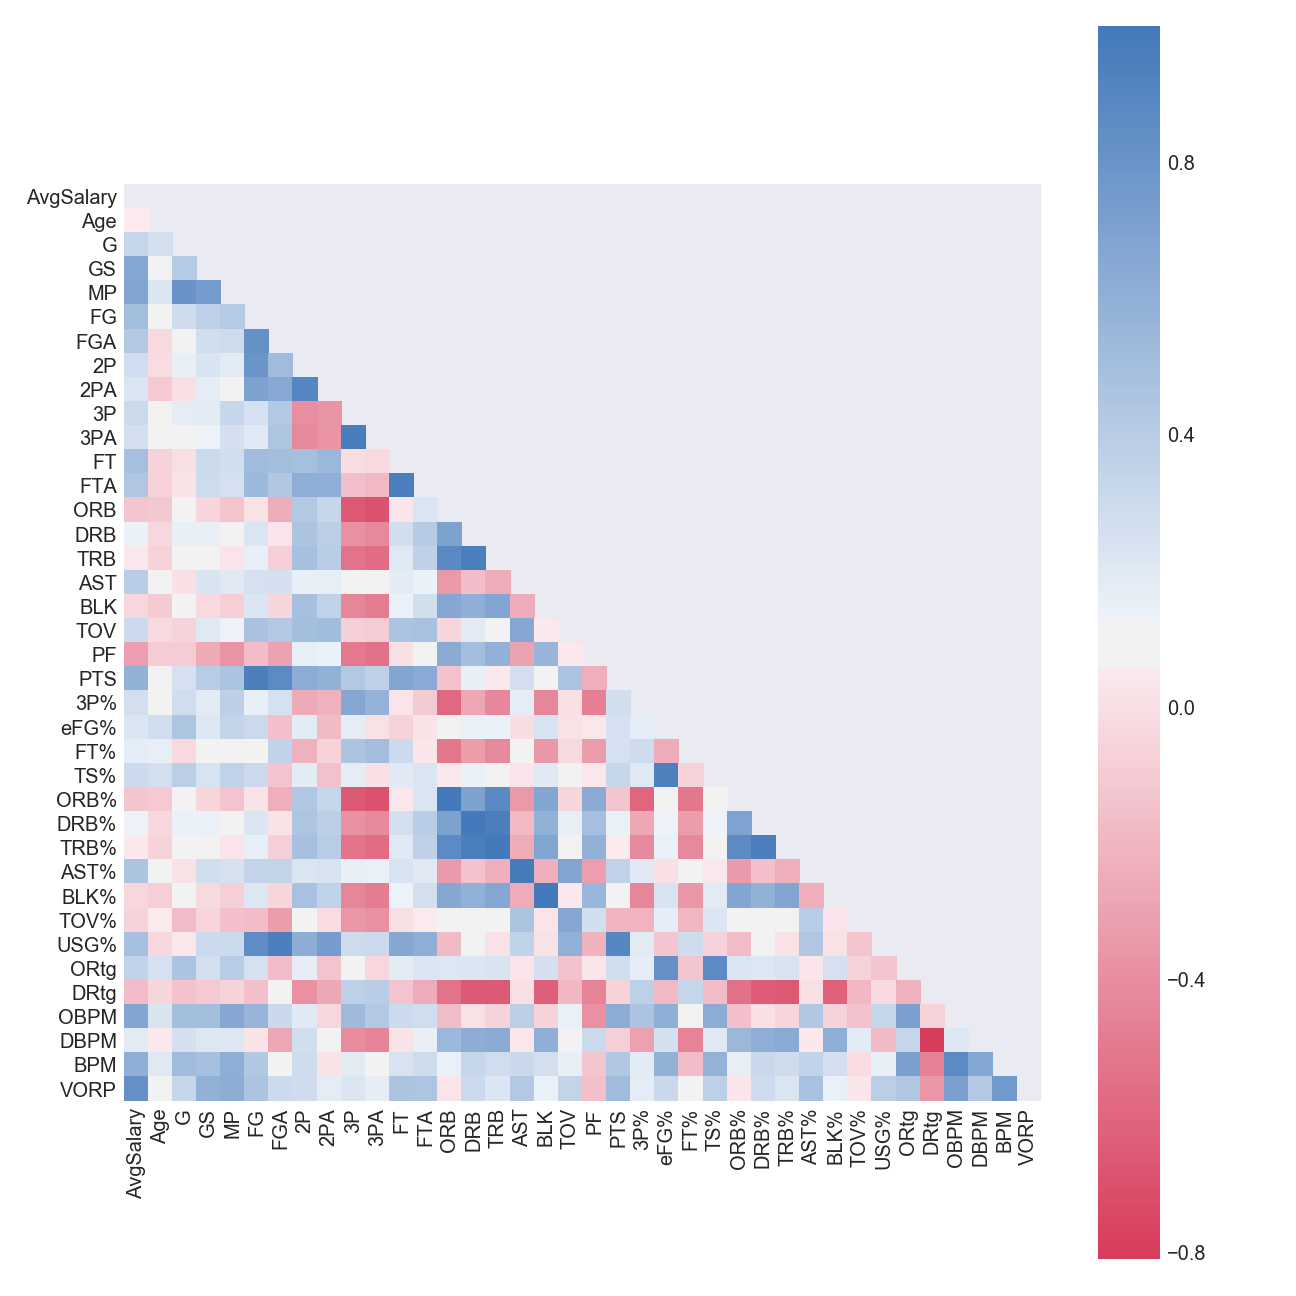 AvgSalary
Age
G
GS
MP
FG
FGA
2P
2PA
3P
3PA
FT
FTA
ORB
DRB
TRB
AST
BLK
TOV
PF
PTS
3P%
eFG%
FT%
TS%
ORB%
DRB%
TRB%
AST%
BLK%
TOV%
USG%
ORtg
DRtg
OBPM
DBPM
BPM
VORP
AvgSalary
Age
G
GS
MP
FG
FGA
2P
2PA
3P
3PA
FT
FTA
ORB
DRB
TRB
AST
BLK
TOV
PF
PTS
3P%
eFG%
FT%
TS%
ORB%
DRB%
TRB%
AST%
BLK%
TOV%
USG%
ORtg
DRtg
OBPM
DBPM
BPM
VORP
0.8
0.4
0.0
−0.4
−0.8